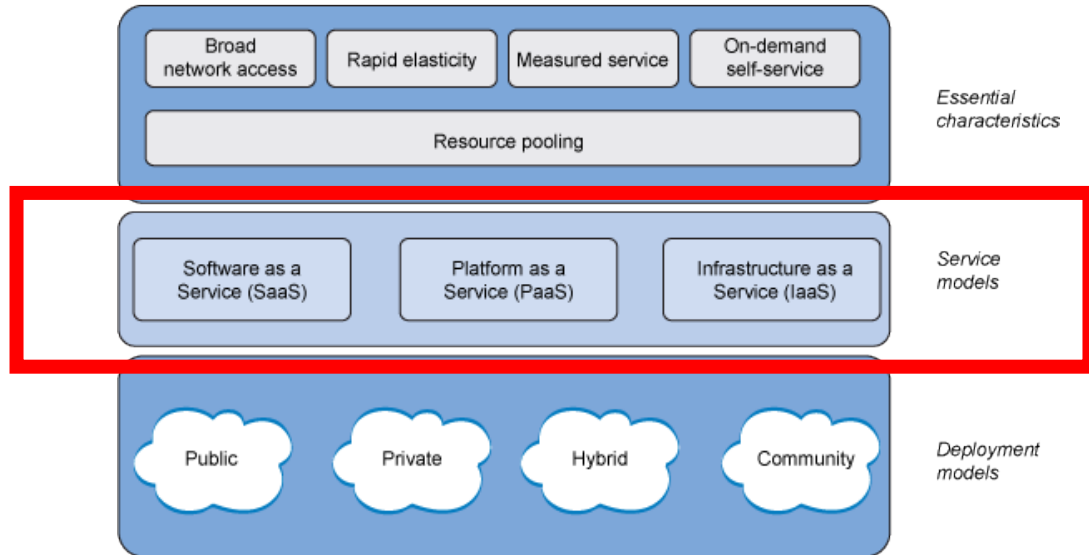 Broad
network access
Rapid elasticity
Measured service
On-demand
self-service
Essential
characteristics
Resource pooling
Software as a
Service (SaaS)
Platform as a
Service (PaaS)
Infrastructure as a
Service (IaaS)
Service
models
Public
Private
Hybrid
Community
Deployment
models